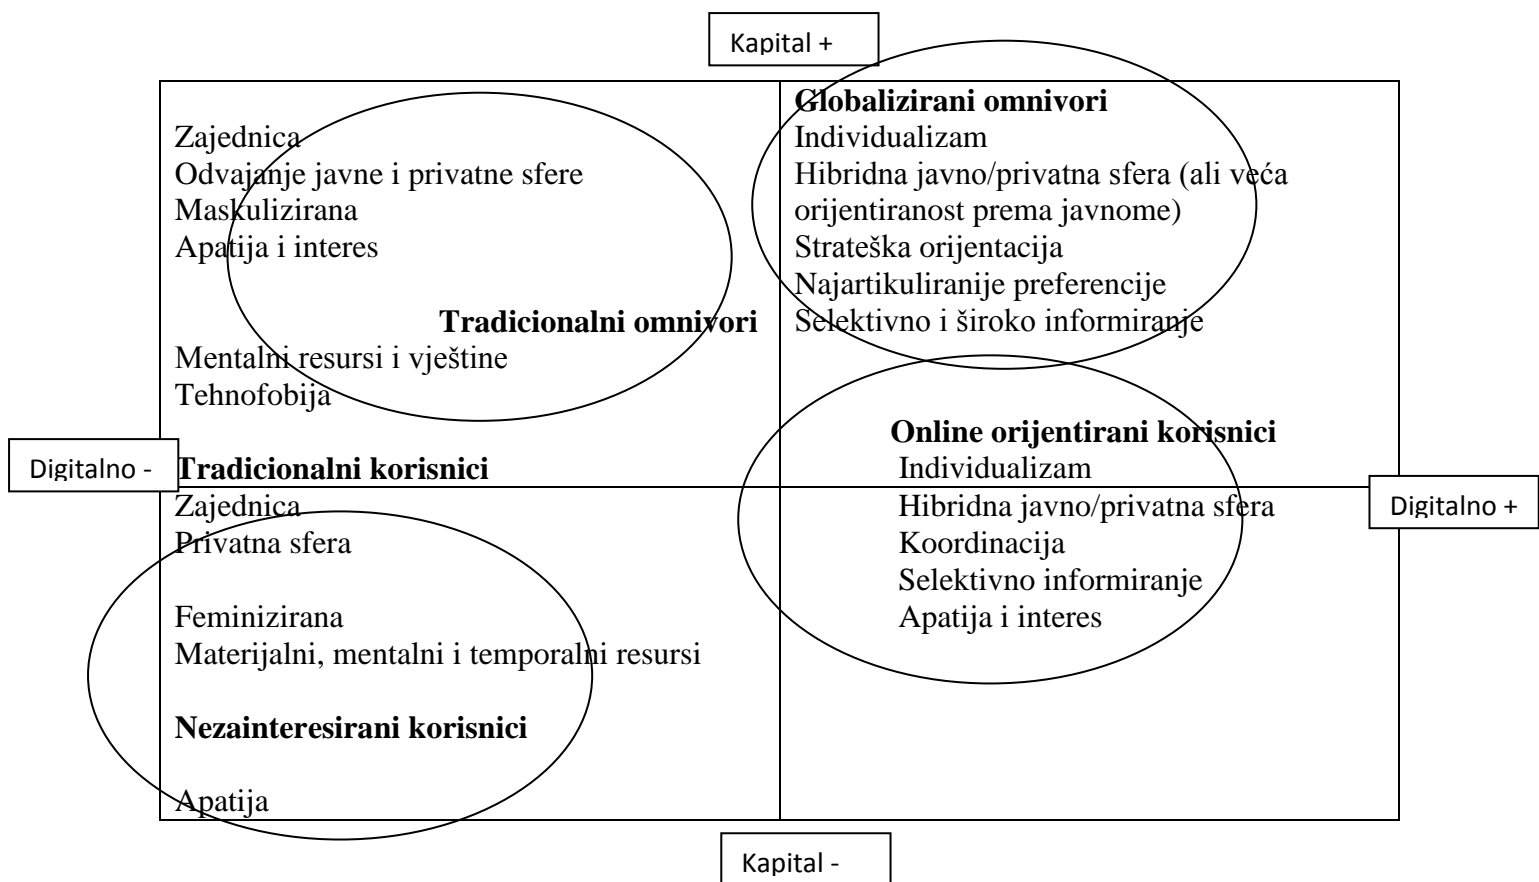 Kapital +
Zajednica
Odvajanje javne i privatne sfere
Maskulizirana
Apatija i interes
Tradicionalni omnivori
Mentalni resursi i vještine
Tehnofobija
Globalizirani omnivori
Individualizam
Hibridna javno/privatna sfera (ali veća
orijentiranost prema javnome)
Strateška orijentacija
Najartikuliranije preferencije
Selektivno i široko informiranje
Digitalno -
Tradicionalni korisnici
Zajednica
Privatna sfera
Feminizirana
Materijalni, mentalni i temporalni resursi
Nezainteresirani korisnici
Apatija
Online orijentirani korisnici
Individualizam
Hibridna javno/privatna sfera
Koordinacija
Selektivno informiranje
Apatija i interes
Digitalno +
Kapital -